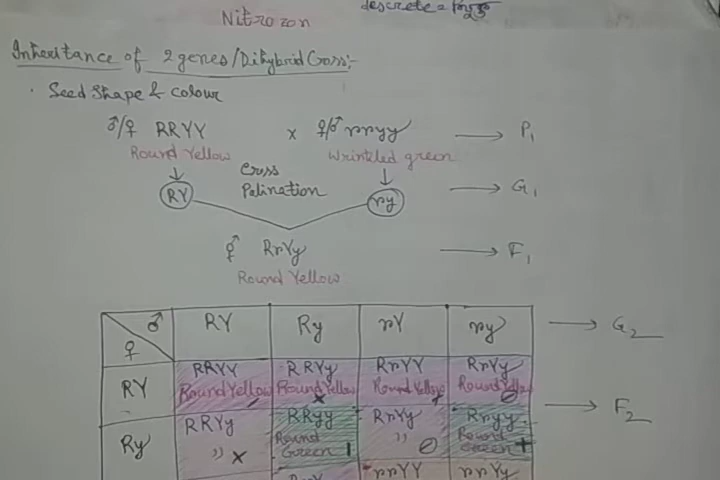 Nitrozon
discrete =
Inheritance of 2 genes/Dihybrid Cross:-
· Seed Shape & Colour
♂/♀ RRYY x ♀/♂ rryy → P1
Round Yellow Wrinkled green
Cross Polination
RY ry → G1
⚥ RrYy → F1
Round Yellow
♂ RY Ry rY ry → G2
♀
RY RRYY RRYy RrYY RrYy → F2
Round Yellow Round Yellow Round Yellow Round Yellow
Ry RRYy RRyy RrYy Rryy
" x Round Green " Round Green +
rrYY rrYy